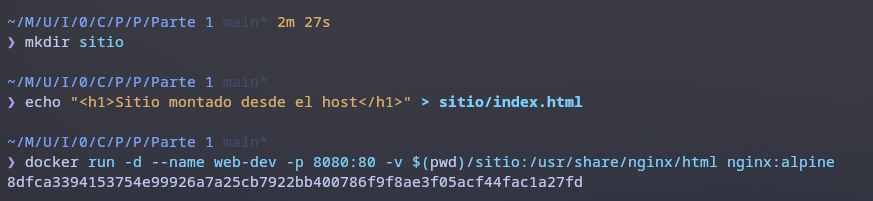 ~/M/U/I/0/C/P/P/Parte 1 main* 2m 27s
❯ mkdir sitio
~/M/U/I/0/C/P/P/Parte 1 main*
❯ echo "<h1>Sitio montado desde el host</h1>" > sitio/index.html
~/M/U/I/0/C/P/P/Parte 1 main*
❯ docker run -d --name web-dev -p 8080:80 -v $(pwd)/sitio:/usr/share/nginx/html nginx:alpine
8dfca3394153754e99926a7a25cb7922bb400786f9f8ae3f05acf44fac1a27fd